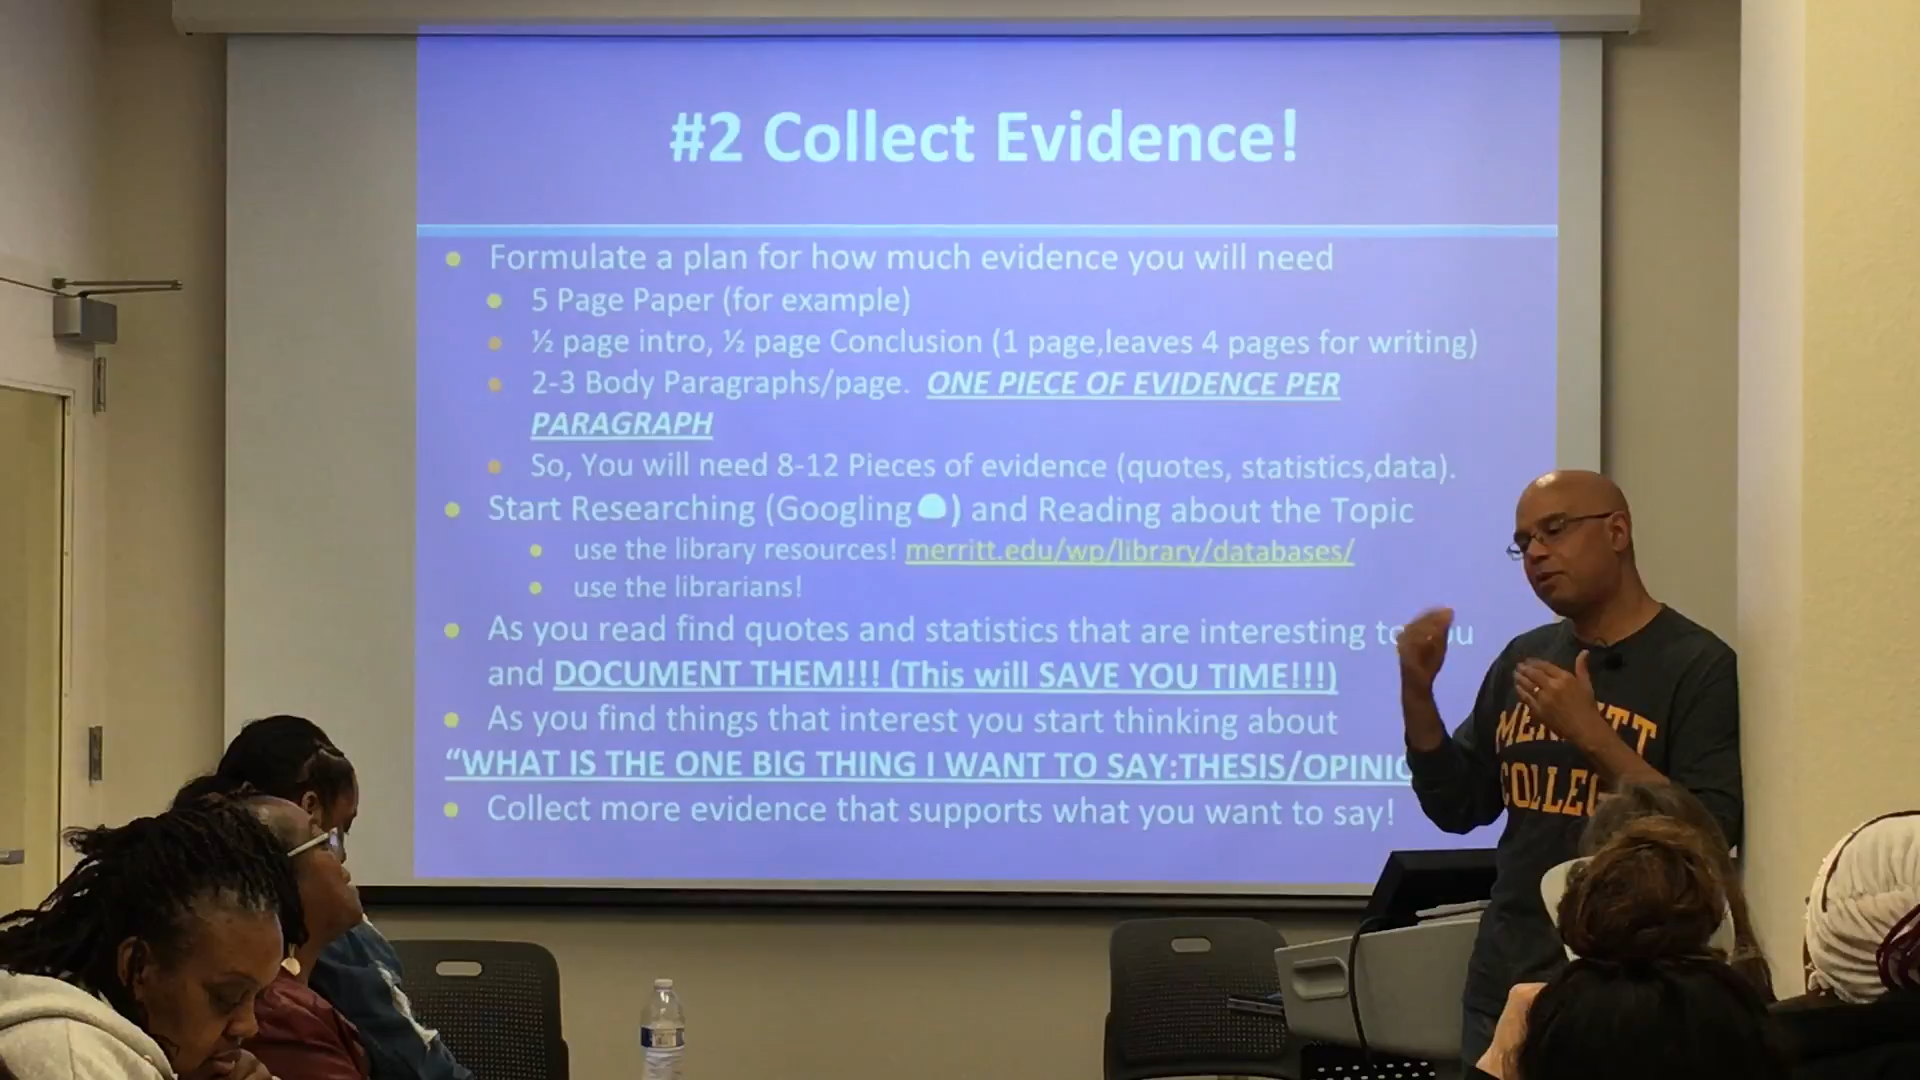 #2 Collect Evidence!
Formulate a plan for how much evidence you will need
5 Page Paper (for example)
½ page intro, ½ page Conclusion (1 page,leaves 4 pages for writing)
2-3 Body Paragraphs/page. ONE PIECE OF EVIDENCE PER
PARAGRAPH
So, You will need 8-12 Pieces of evidence (quotes, statistics,data).
Start Researching (Googling ) and Reading about the Topic
use the library resources! merritt.edu/wp/library/databases/
use the librarians!
As you read find quotes and statistics that are interesting to you
and DOCUMENT THEM!!! (This will SAVE YOU TIME!!!)
As you find things that interest you start thinking about
“WHAT IS THE ONE BIG THING I WANT TO SAY:THESIS/OPINIO
Collect more evidence that supports what you want to say!
MERRITT
COLLEG